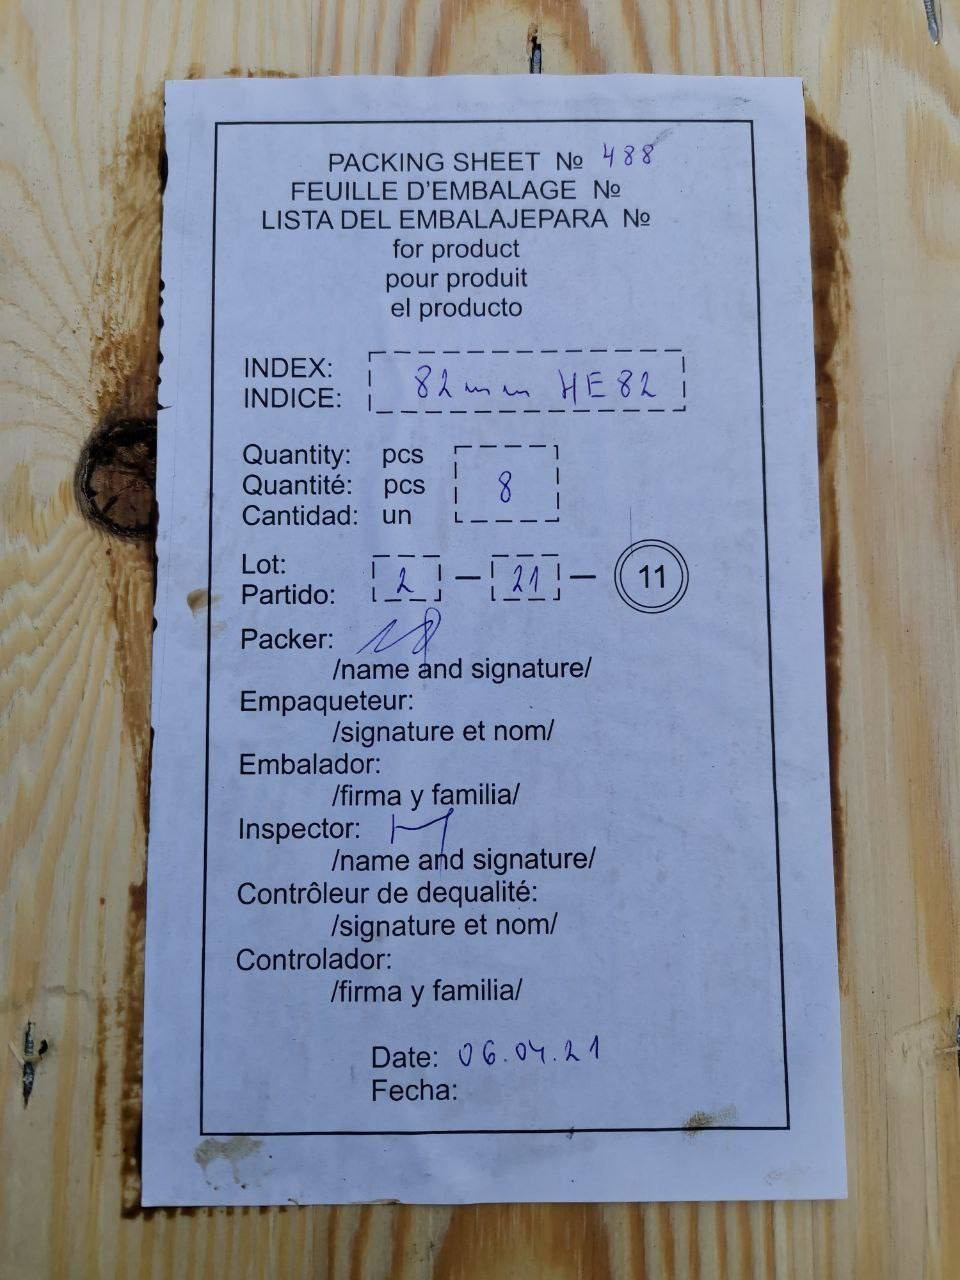 PACKING SHEET № 488
FEUILLE D'EMBALAGE №
LISTA DEL EMBALAJEPARA №
for product
pour produit
el producto
INDEX:
INDICE:
82mm HE82
Quantity: pcs
Quantité: pcs
Cantidad: un
8
Lot:
Partido:
2 – 21 – 11
Packer:
/name and signature/
Empaqueteur:
/signature et nom/
Embalador:
/firma y familia/
Inspector:
/name and signature/
Contrôleur de dequalité:
/signature et nom/
Controlador:
/firma y familia/
Date: 06.04.21
Fecha: